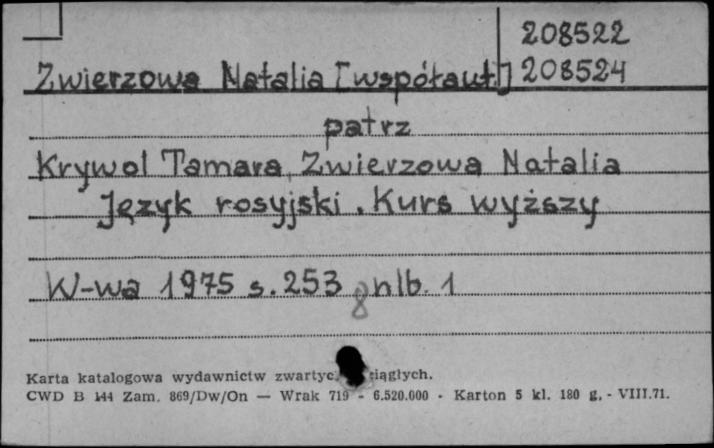 208522
Zwierzowa Natalia [współaut.] 208524
patrz
Krywol Tamara, Zwierzowa Natalia
Język rosyjski. Kurs wyższy
W-wa 1975 s. 253 nlb. 1
8
Karta katalogowa wydawnictw ciągłych.
CWD B 144 Zam. 869/Dw/On — Wrak 719 - 6.520.000 - Karton 5 kl. 180 g. - VIII.71.